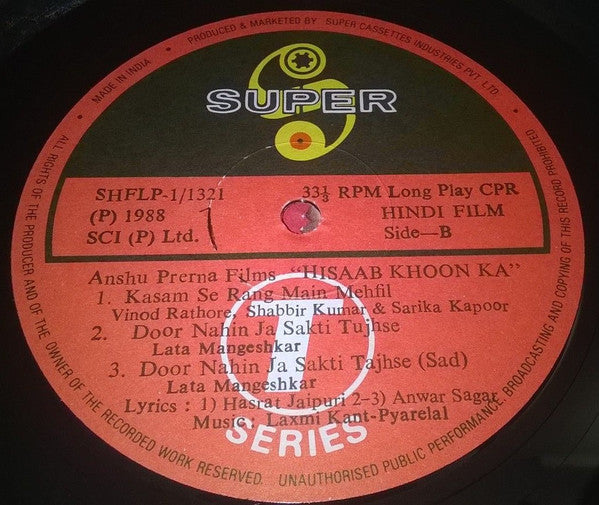 • MADE IN INDIA • PRODUCED & MARKETED BY : SUPER CASSETTES INDUSTRIES PVT. LTD.
SUPER
SHFLP-1/1321
33⅓ RPM Long Play CPR
(P) 1988
HINDI FILM
SCI (P) Ltd.
Side—B
Anshu Prerna Films "HISAAB KHOON KA"
1. Kasam Se Rang Main Mehfil
Vinod Rathore, Shabbir Kumar & Sarika Kapoor
2. Door Nahin Ja Sakti Tujhse
Lata Mangeshkar
3. Door Nahin Ja Sakti Tajhse (Sad)
Lata Mangeshkar
Lyrics : 1) Hasrat Jaipuri 2-3) Anwar Sagar
Music : Laxmi Kant-Pyarelal
T
SERIES
ALL RIGHTS OF THE PRODUCER AND OF THE OWNER OF THE RECORDED WORK RESERVED. UNAUTHORISED PUBLIC PERFORMANCE, BROADCASTING AND COPYING OF THIS RECORD PROHIBITED